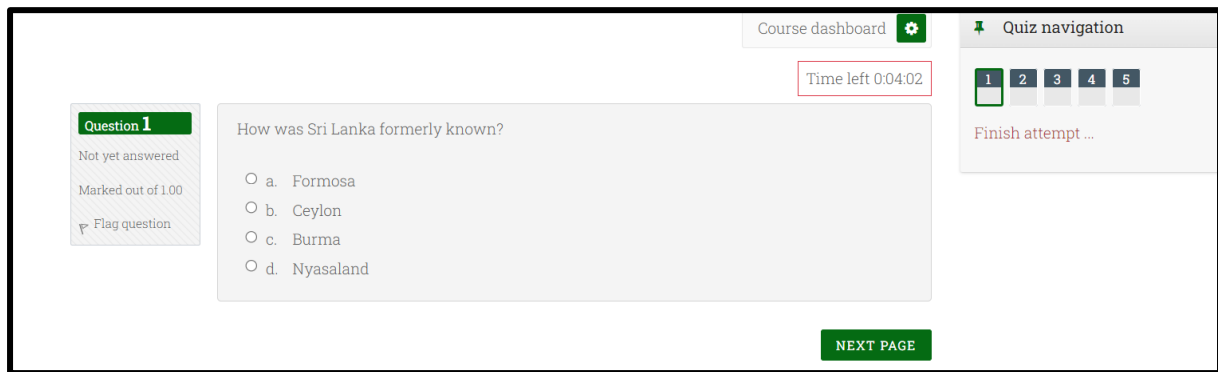 Course dashboard
Quiz navigation
Time left 0:04:02
1 2 3 4 5
Finish attempt ...
Question 1
Not yet answered
Marked out of 1.00
Flag question
How was Sri Lanka formerly known?
a. Formosa
b. Ceylon
c. Burma
d. Nyasaland
NEXT PAGE